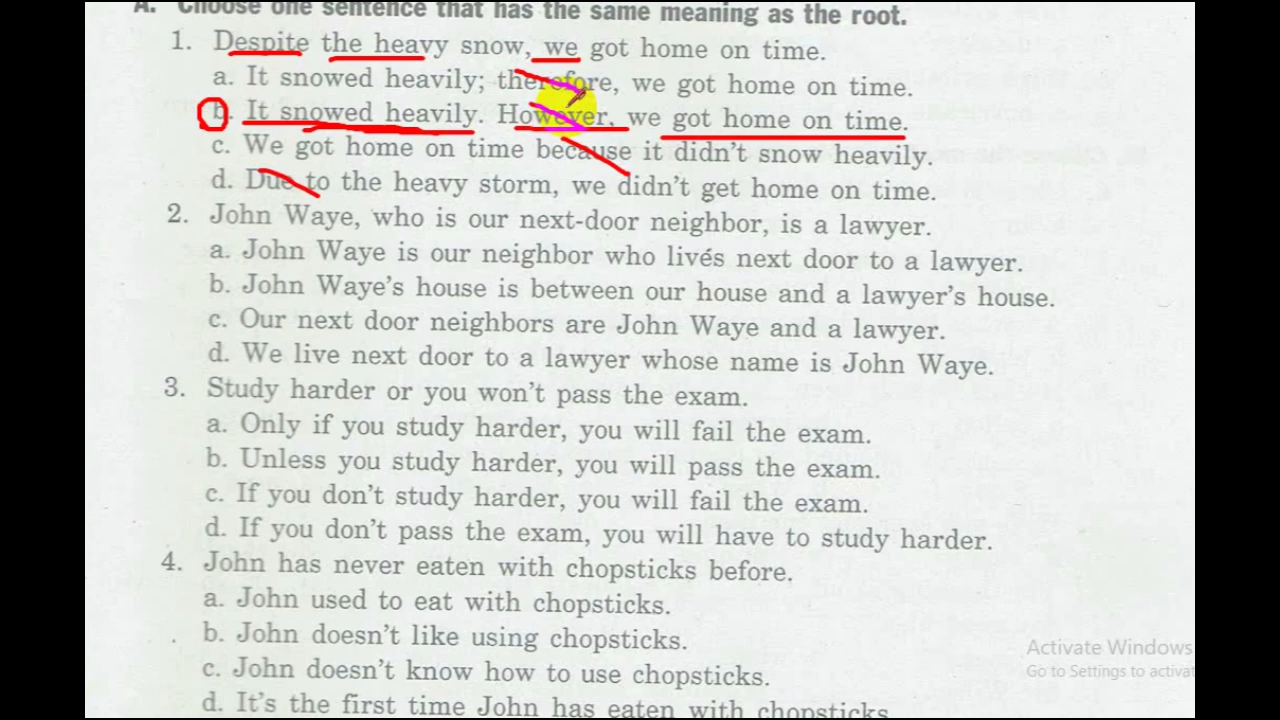 A. Choose one sentence that has the same meaning as the root.
1. Despite the heavy snow, we got home on time.
a. It snowed heavily; therefore, we got home on time.
b. It snowed heavily. However, we got home on time.
c. We got home on time because it didn't snow heavily.
d. Due to the heavy storm, we didn't get home on time.
2. John Waye, who is our next-door neighbor, is a lawyer.
a. John Waye is our neighbor who lives next door to a lawyer.
b. John Waye's house is between our house and a lawyer's house.
c. Our next door neighbors are John Waye and a lawyer.
d. We live next door to a lawyer whose name is John Waye.
3. Study harder or you won't pass the exam.
a. Only if you study harder, you will fail the exam.
b. Unless you study harder, you will pass the exam.
c. If you don't study harder, you will fail the exam.
d. If you don't pass the exam, you will have to study harder.
4. John has never eaten with chopsticks before.
a. John used to eat with chopsticks.
b. John doesn't like using chopsticks.
c. John doesn't know how to use chopsticks.
d. It's the first time John has eaten with chopsticks
Activate Windows
Go to Settings to activat